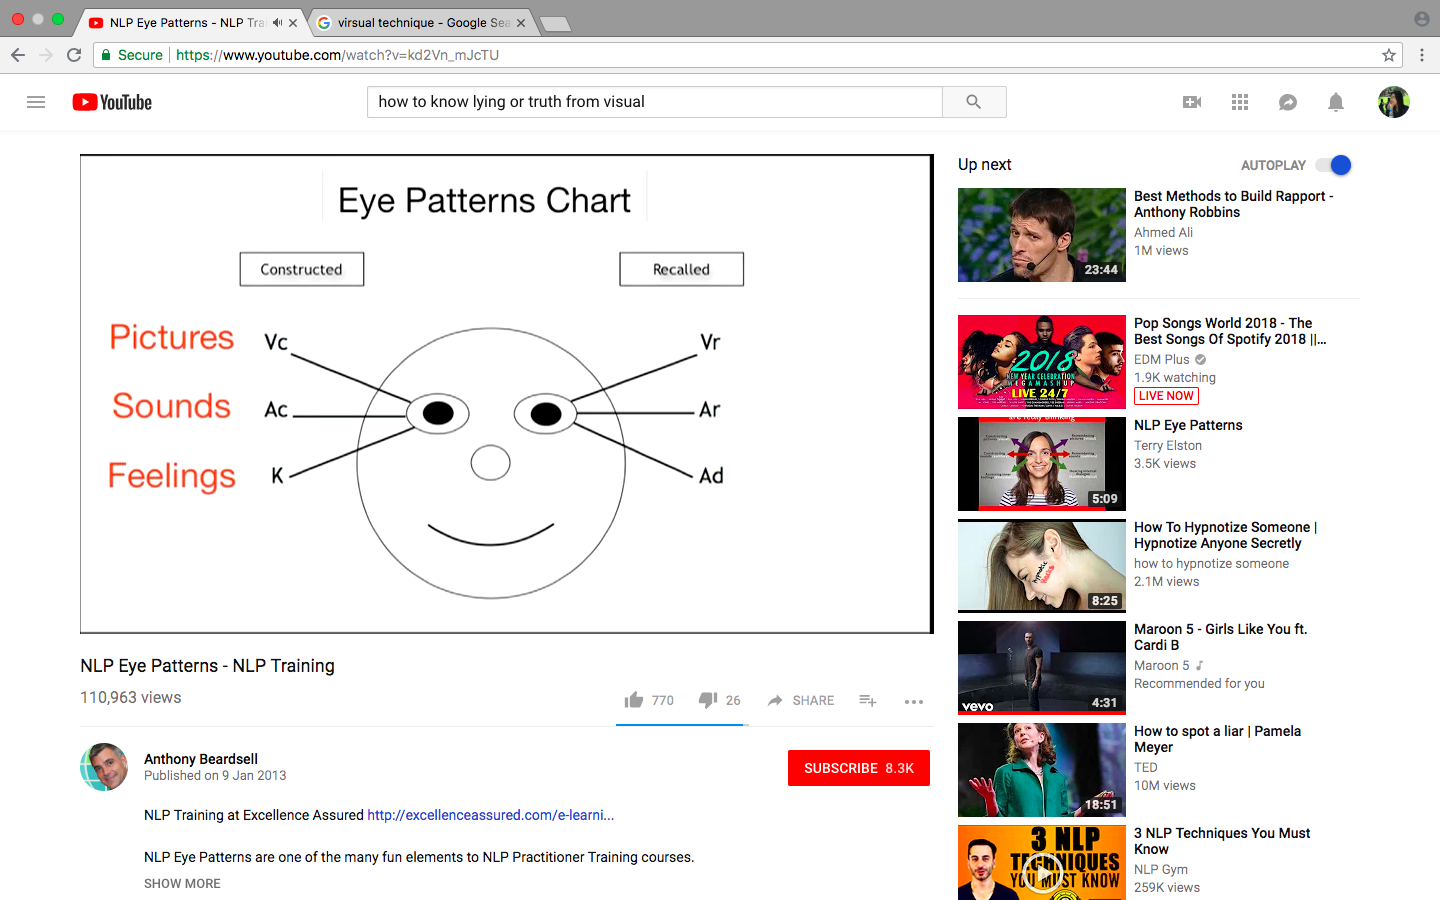 NLP Eye Patterns - NLP Tra
virsual technique - Google Sea
Secure
https://www.youtube.com/watch?v=kd2Vn_mJcTU
YouTube
how to know lying or truth from visual
Eye Patterns Chart
Constructed
Recalled
Pictures
Vc
Vr
Sounds
Ac
Ar
Feelings
K
Ad
NLP Eye Patterns - NLP Training
110,963 views
770
26
SHARE
Anthony Beardsell
Published on 9 Jan 2013
SUBSCRIBE 8.3K
NLP Training at Excellence Assured http://excellenceassured.com/e-learni...
NLP Eye Patterns are one of the many fun elements to NLP Practitioner Training courses.
SHOW MORE
Up next
AUTOPLAY
23:44
Best Methods to Build Rapport -
Anthony Robbins
Ahmed Ali
1M views
2018
NEW YEAR CELEBRATION
MEGAMASHUP
LIVE 24/7
Pop Songs World 2018 - The
Best Songs Of Spotify 2018 ||...
EDM Plus
1.9K watching
LIVE NOW
are really thinking
5:09
NLP Eye Patterns
Terry Elston
3.5K views
8:25
How To Hypnotize Someone |
Hypnotize Anyone Secretly
how to hypnotize someone
2.1M views
vevo
4:31
Maroon 5 - Girls Like You ft.
Cardi B
Maroon 5
Recommended for you
18:51
How to spot a liar | Pamela
Meyer
TED
10M views
3 NLP
TECHNIQUES
YOU MUST KNOW
3 NLP Techniques You Must
Know
NLP Gym
259K views